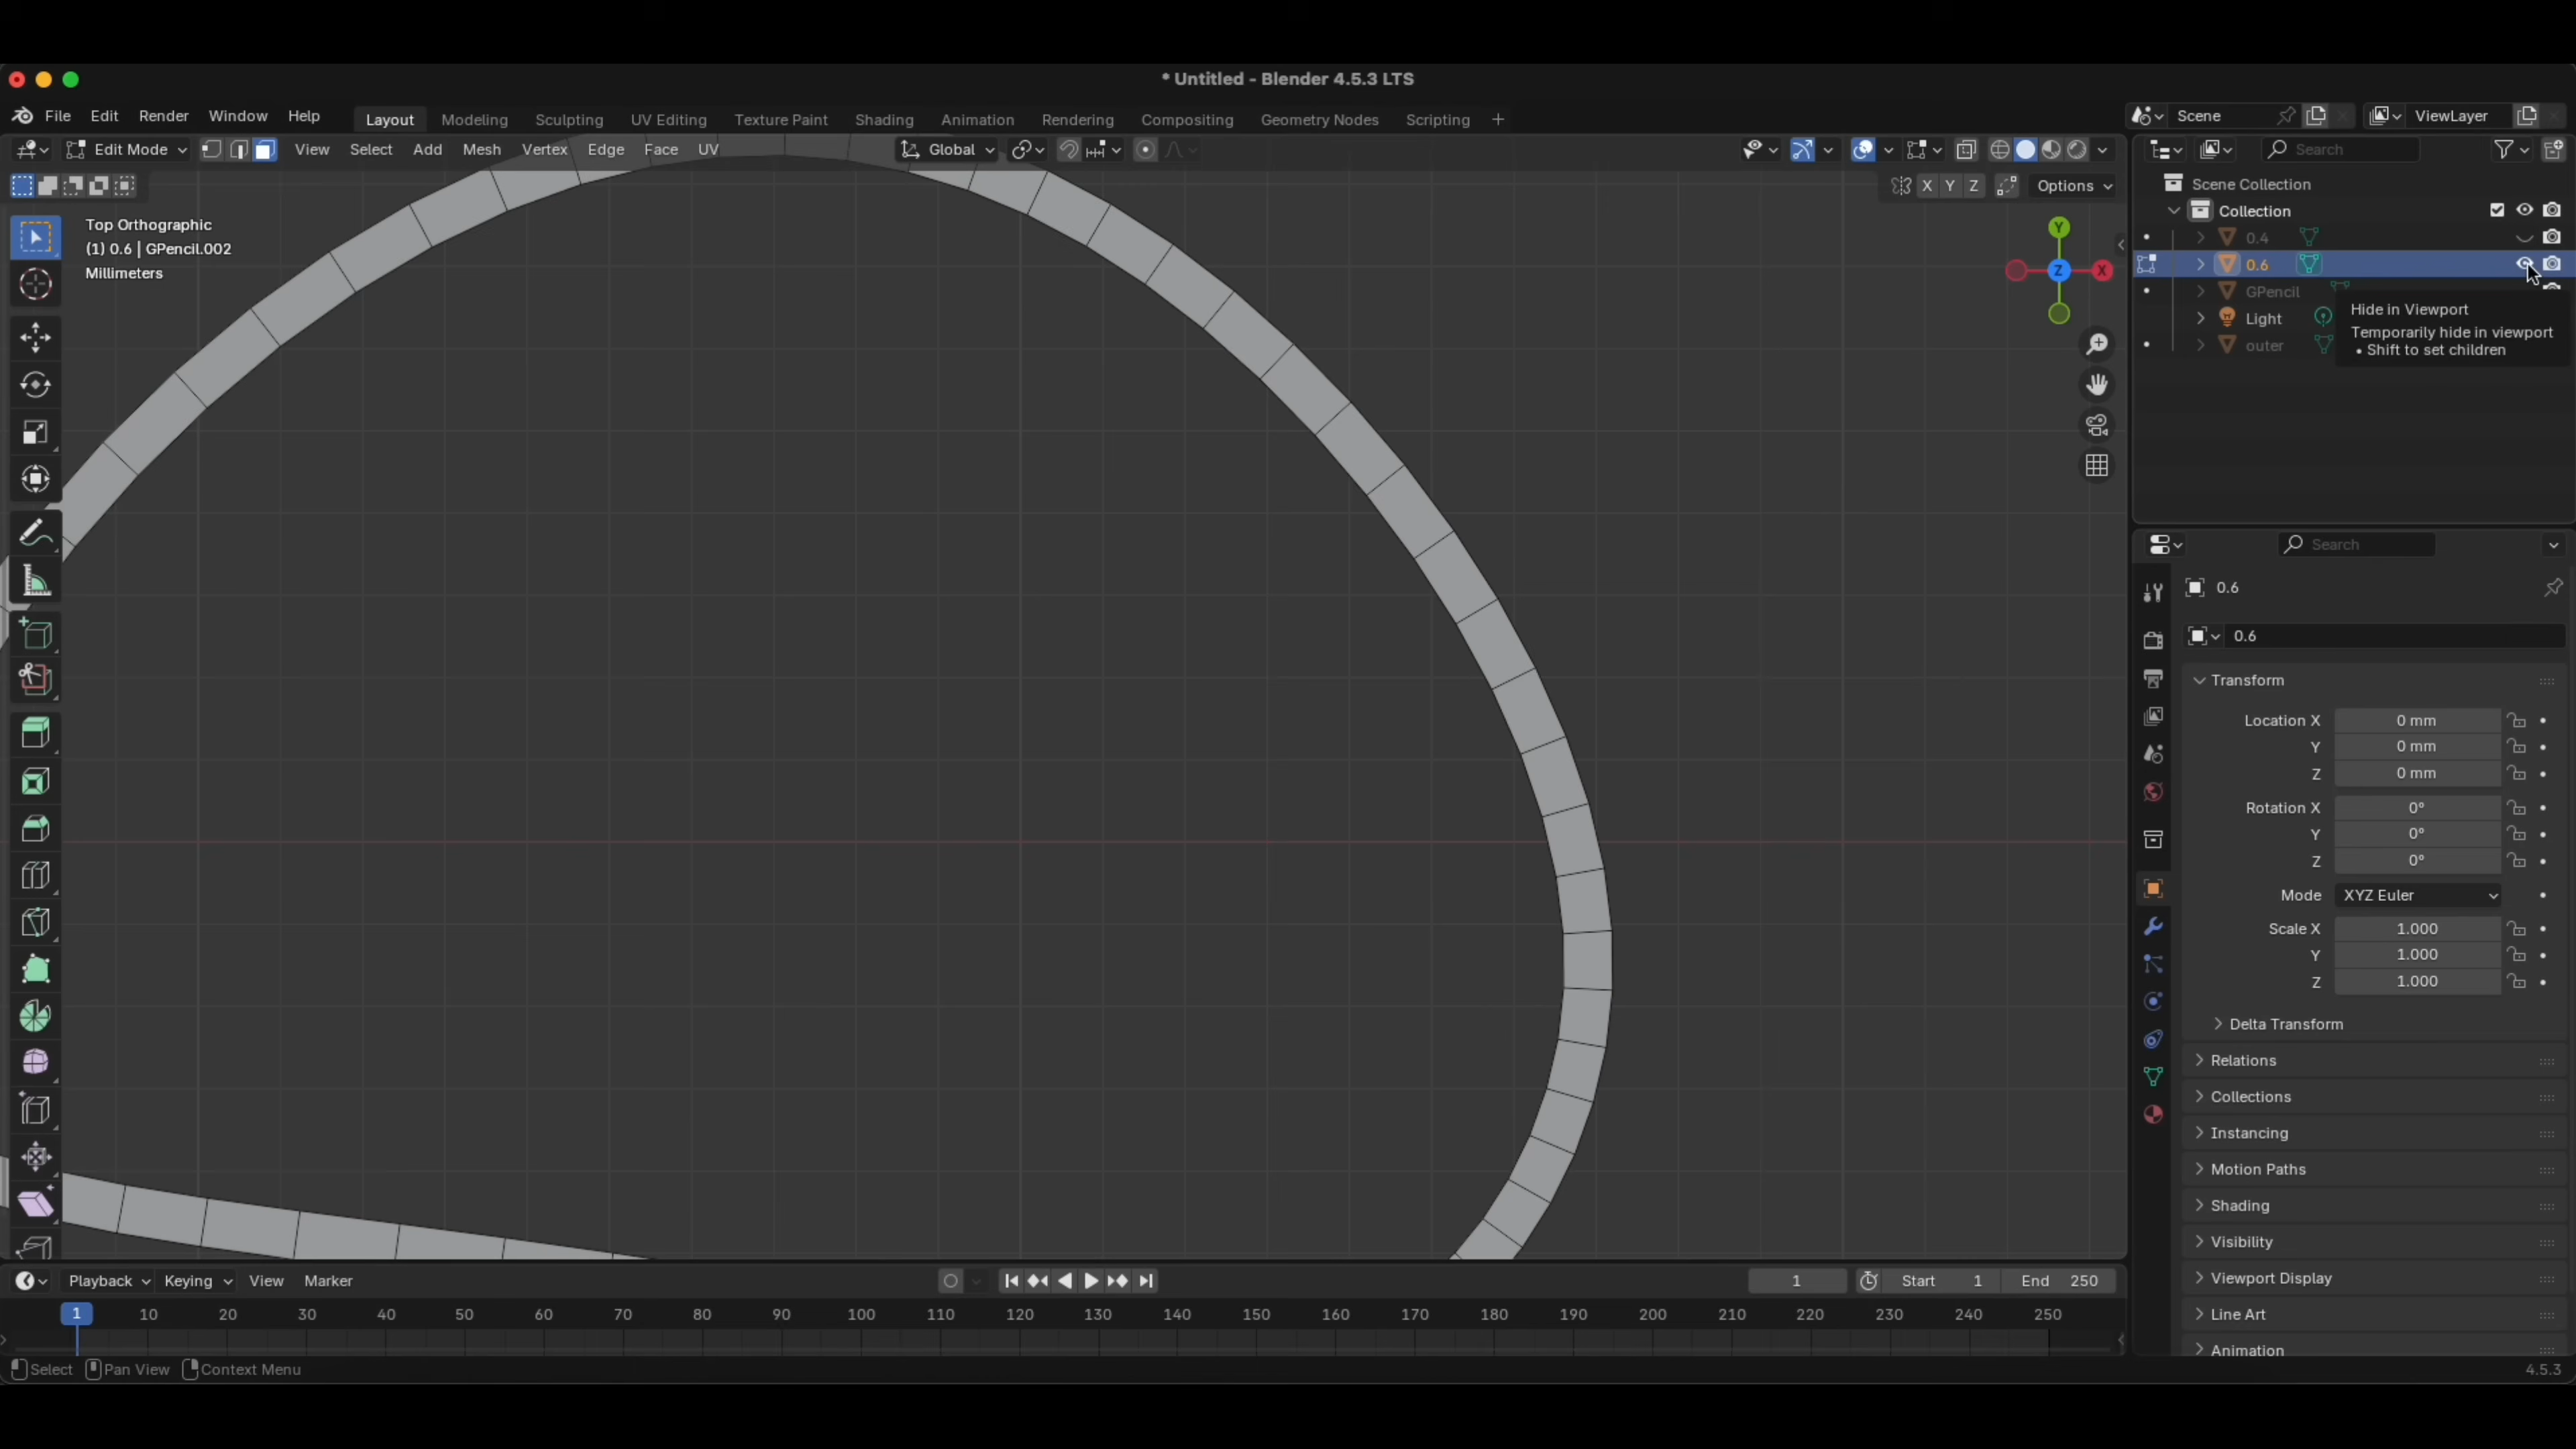 * Untitled - Blender 4.5.3 LTS
File Edit Render Window Help Layout Modeling Sculpting UV Editing Texture Paint Shading Animation Rendering Compositing Geometry Nodes Scripting + Scene ViewLayer
Edit Mode View Select Add Mesh Vertex Edge Face UV Global Search
X Y Z Options
Scene Collection
Top Orthographic
Collection
(1) 0.6 | GPencil.002
0.4
Millimeters
0.6
Y
X
Z
GPencil
Hide in Viewport
Light
Temporarily hide in viewport
outer
• Shift to set children
Search
0.6
0.6
Transform
Location X 0 mm
Y 0 mm
Z 0 mm
Rotation X 0°
Y 0°
Z 0°
Mode XYZ Euler
Scale X 1.000
Y 1.000
Z 1.000
Delta Transform
Relations
Collections
Instancing
Motion Paths
Shading
Visibility
Viewport Display
Line Art
Animation
Playback Keying View Marker 1 Start 1 End 250
1 10 20 30 40 50 60 70 80 90 100 110 120 130 140 150 160 170 180 190 200 210 220 230 240 250
Select Pan View Context Menu 4.5.3